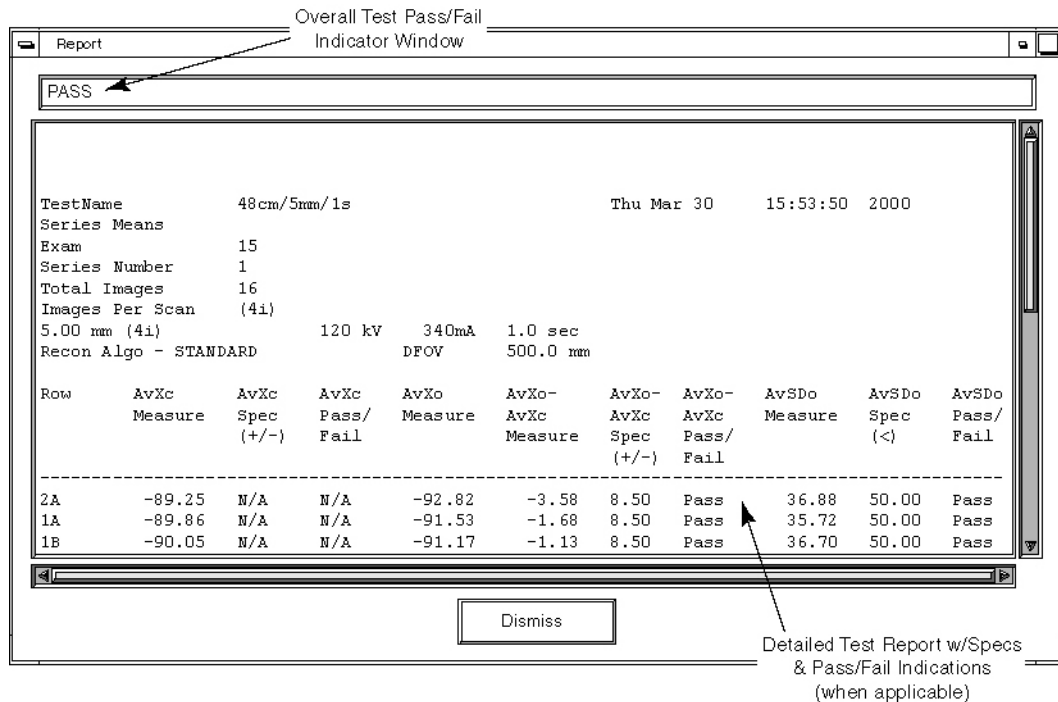 Overall Test Pass/Fail
Indicator Window
Report
PASS
TestName 48cm/5mm/1s Thu Mar 30 15:53:50 2000
Series Means
Exam 15
Series Number 1
Total Images 16
Images Per Scan (4i)
5.00 mm (4i) 120 kV 340mA 1.0 sec
Recon Algo - STANDARD DFOV 500.0 mm
Row AvXc AvXc AvXc AvXo AvXo- AvXo- AvXo- AvSDo AvSDo AvSDo
Measure Spec Pass/ Measure AvXc AvXc AvXc Measure Spec Pass/
(+/-) Fail Measure Spec Pass/ (<) Fail
(+/-) Fail
2A -89.25 N/A N/A -92.82 -3.58 8.50 Pass 36.88 50.00 Pass
1A -89.86 N/A N/A -91.53 -1.68 8.50 Pass 35.72 50.00 Pass
1B -90.05 N/A N/A -91.17 -1.13 8.50 Pass 36.70 50.00 Pass
Dismiss
Detailed Test Report w/Specs
& Pass/Fail Indications
(when applicable)